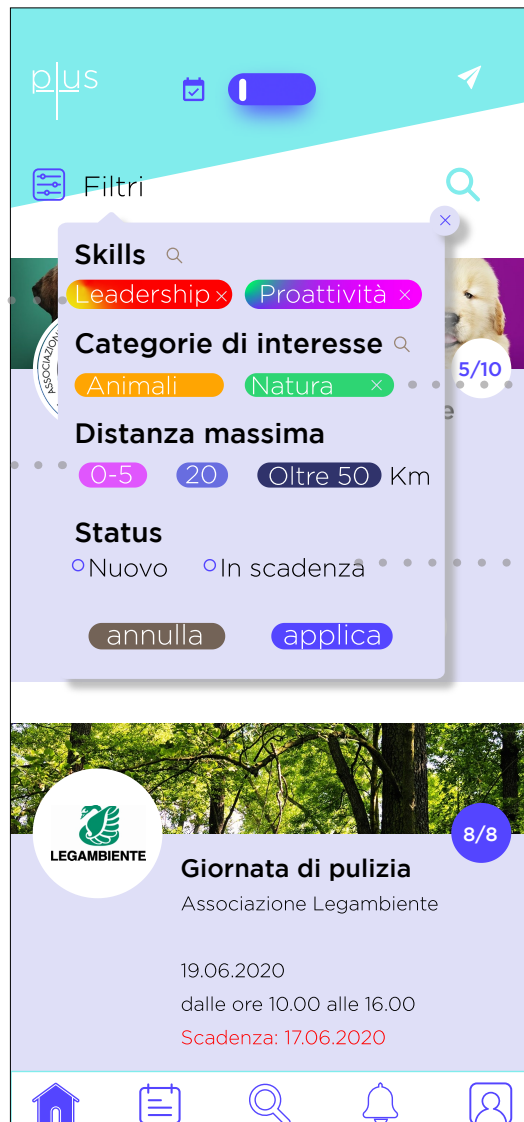 plus
Filtri
×
Skills
Leadership ×
Proattività ×
Categorie di interesse
Animali
Natura ×
5/10
e
ASSOCIAZION
Distanza massima
0-5
20
Oltre 50 Km
Status
Nuovo
In scadenza
annulla
applica
8/8
LEGAMBIENTE
Giornata di pulizia
Associazione Legambiente
19.06.2020
dalle ore 10.00 alle 16.00
Scadenza: 17.06.2020